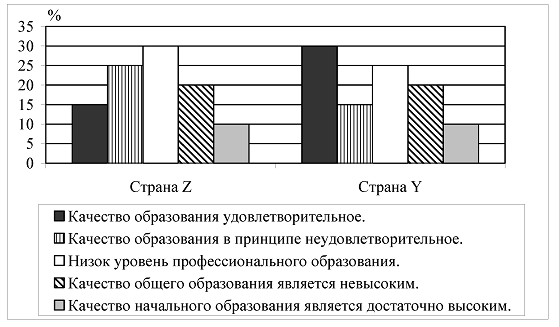 %
35
30
25
20
15
10
5
0
Страна Z Страна Y
Качество образования удовлетворительное.
Качество образования в принципе неудовлетворительное.
Низок уровень профессионального образования.
Качество общего образования является невысоким.
Качество начального образования является достаточно высоким.